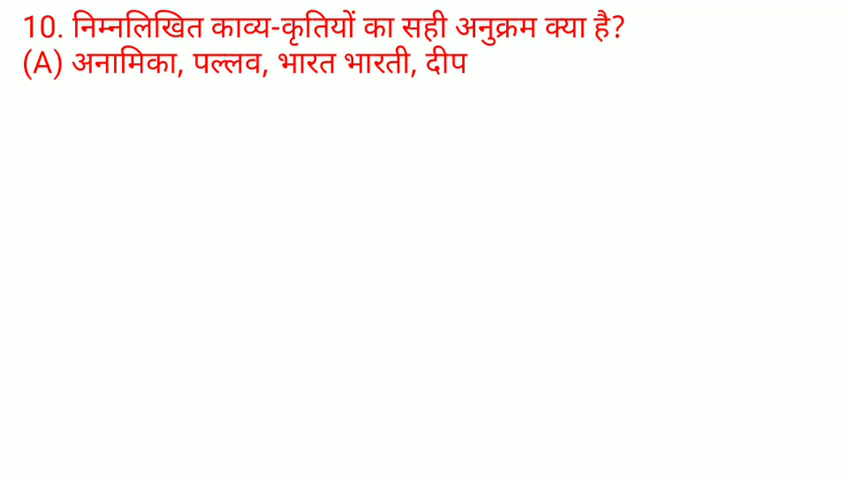 10. निम्नलिखित काव्य-कृतियों का सही अनुक्रम क्या है?
(A) अनामिका, पल्लव, भारत भारती, दीप